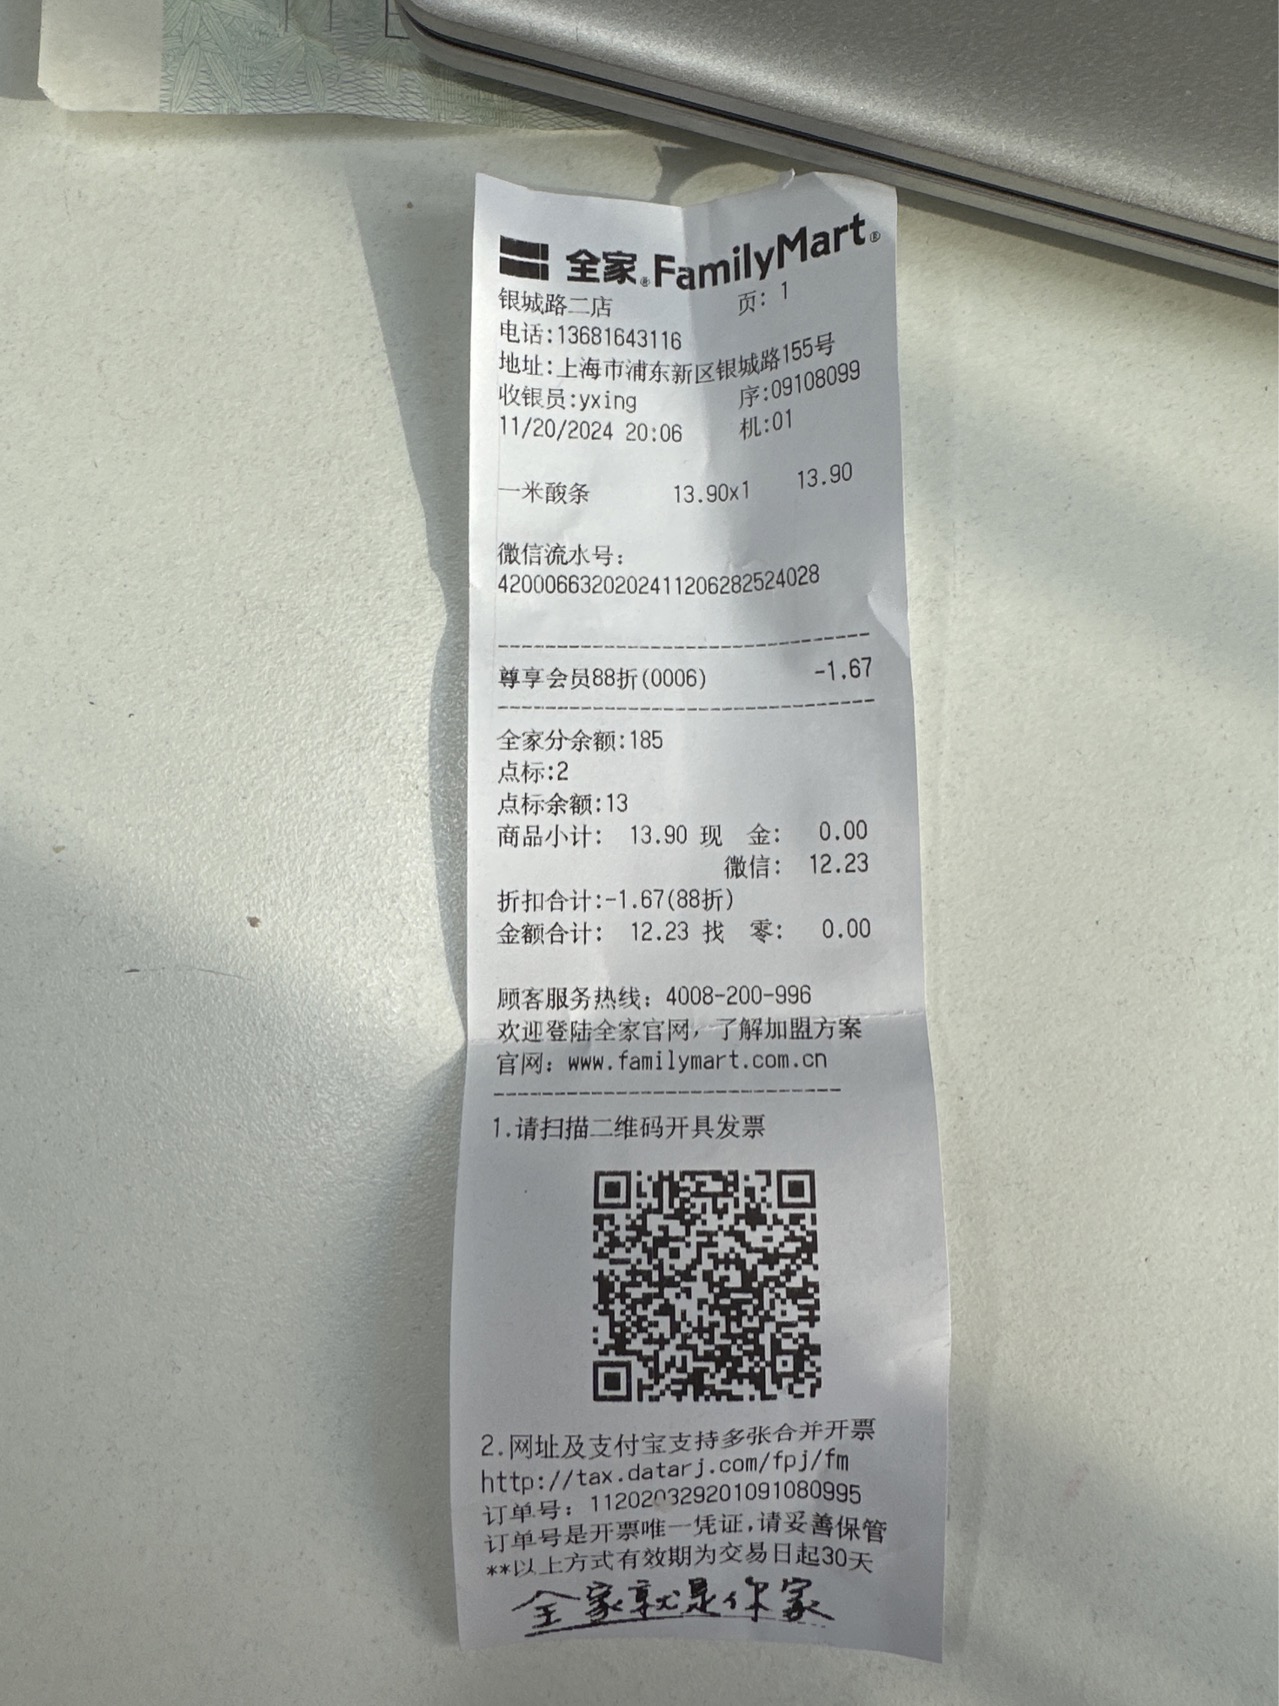 全家® FamilyMart®
银城路二店 页: 1
电话:13681643116
地址:上海市浦东新区银城路155号
收银员:yxing 序:09108099
11/20/2024 20:06 机:01
一米酸条 13.90x1 13.90
微信流水号:
4200066320202411206282524028
尊享会员88折(0006) -1.67
全家分余额:185
点标:2
点标余额:13
商品小计: 13.90 现 金: 0.00
微信: 12.23
折扣合计:-1.67(88折)
金额合计: 12.23 找 零: 0.00
顾客服务热线: 4008-200-996
欢迎登陆全家官网, 了解加盟方案
官网: www.familymart.com.cn
1.请扫描二维码开具发票
2.网址及支付宝支持多张合并开票
http://tax.datarj.com/fpj/fm
订单号: 112020329201091080995
订单号是开票唯一凭证,请妥善保管
**以上方式有效期为交易日起30天
全家就是你家